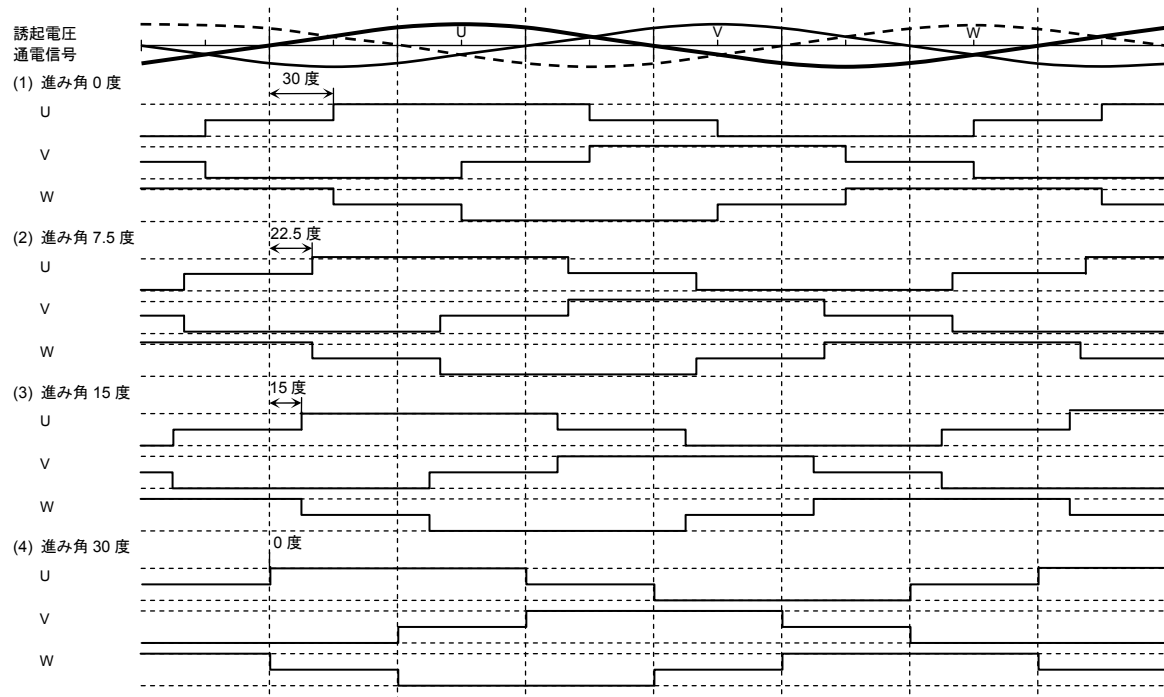 誘起電圧
U
V
W
通電信号
(1) 進み角 0 度
30 度
U
V
W
(2) 進み角 7.5 度
22.5 度
U
V
W
(3) 進み角 15 度
15 度
U
V
W
(4) 進み角 30 度
0 度
U
V
W